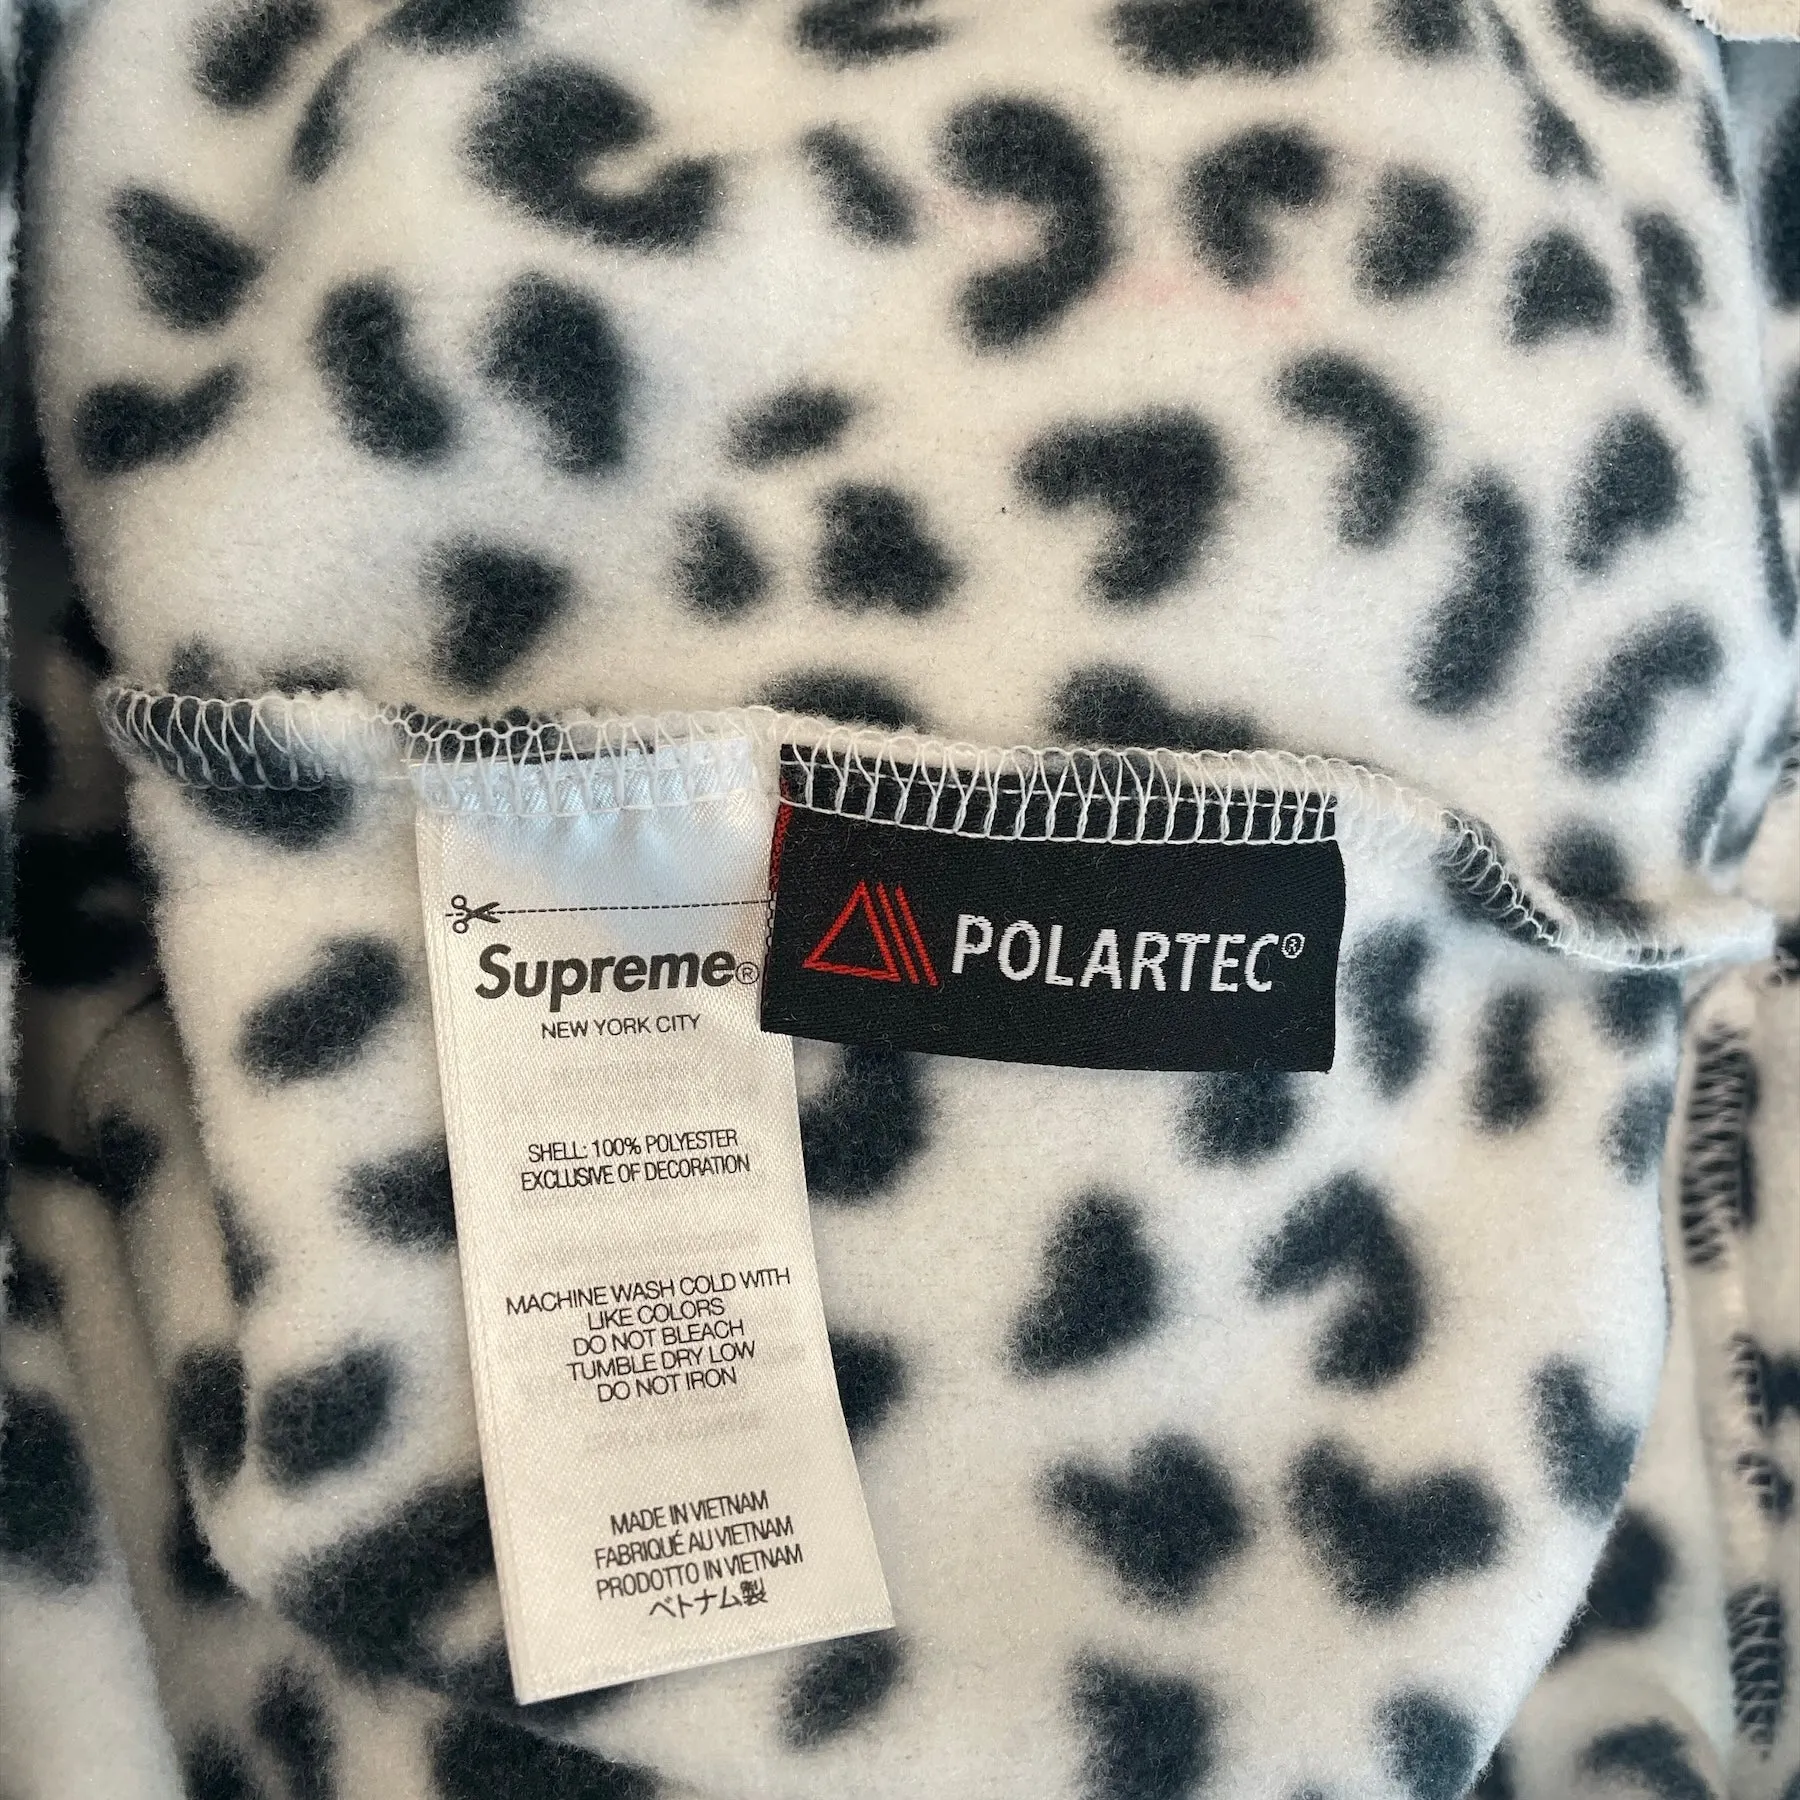 Supreme®
NEW YORK CITY
SHELL: 100% POLYESTER
EXCLUSIVE OF DECORATION
MACHINE WASH COLD WITH
LIKE COLORS
DO NOT BLEACH
TUMBLE DRY LOW
DO NOT IRON
MADE IN VIETNAM
FABRIQUÉ AU VIETNAM
PRODOTTO IN VIETNAM
ベトナム製
POLARTEC®